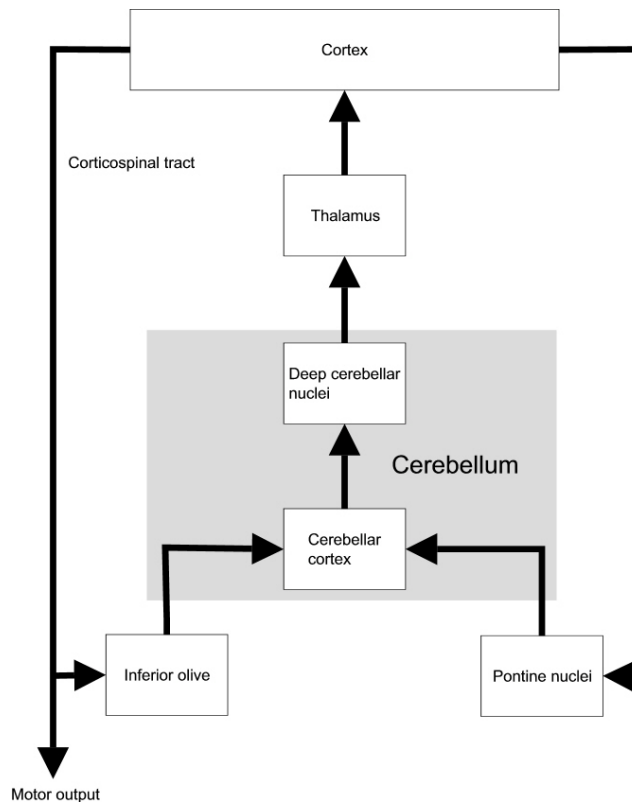 Cortex
Corticospinal tract
Thalamus
Deep cerebellar
nuclei
Cerebellum
Cerebellar
cortex
Inferior olive
Pontine nuclei
Motor output